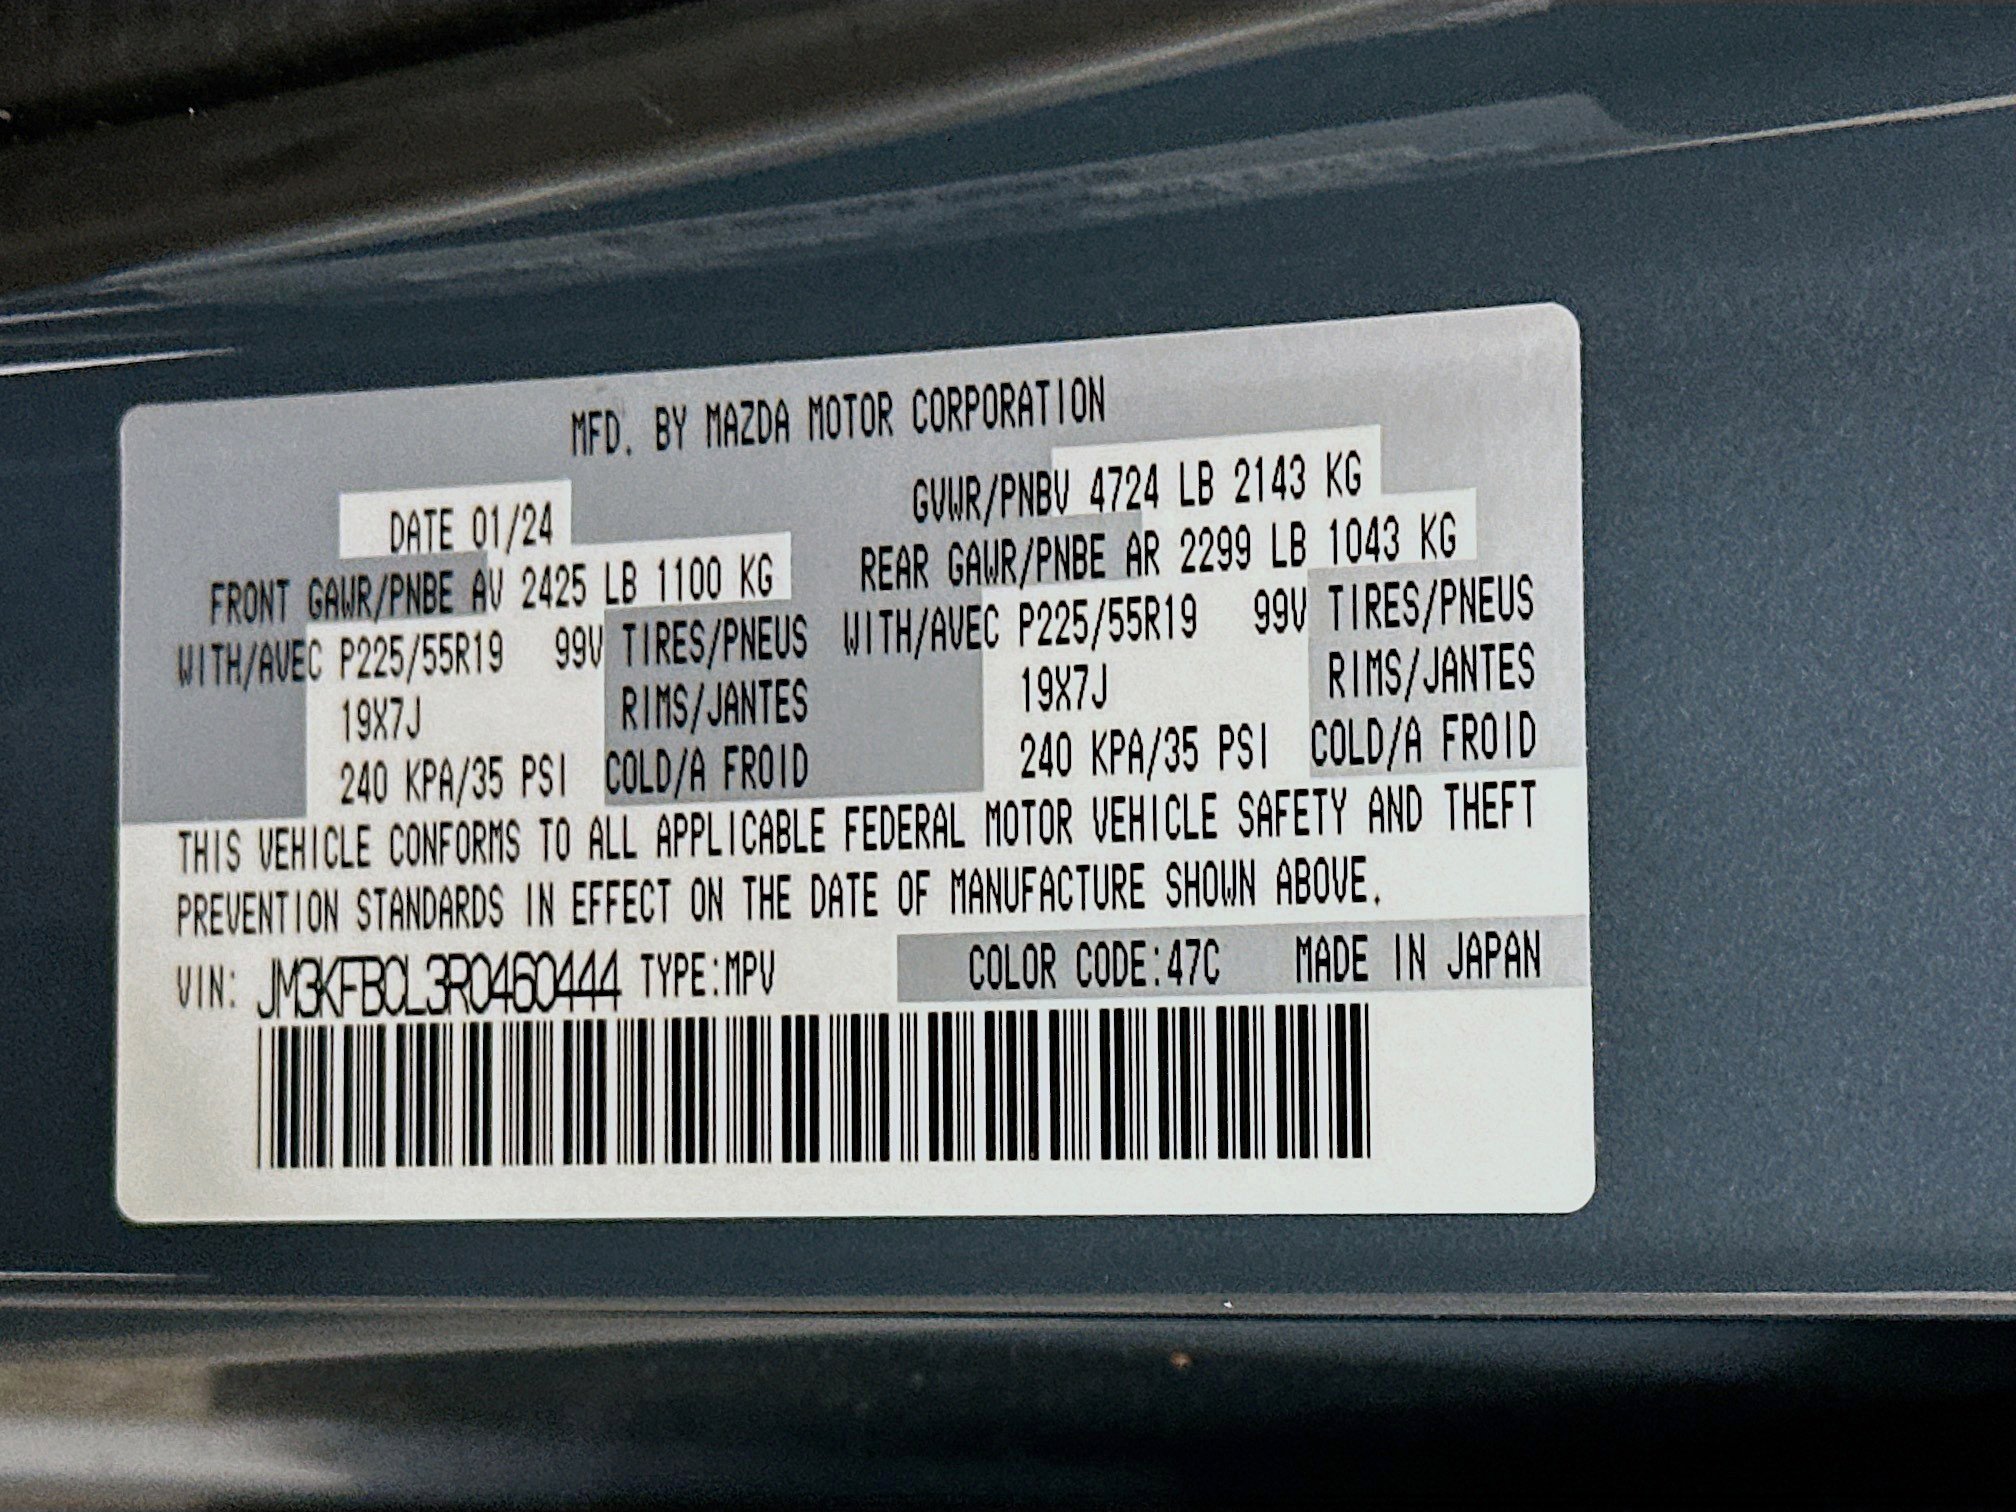 MFD. BY MAZDA MOTOR CORPORATION
DATE 01/24 GVWR/PNBV 4724 LB 2143 KG
FRONT GAWR/PNBE AV 2425 LB 1100 KG REAR GAWR/PNBE AR 2299 LB 1043 KG
WITH/AVEC P225/55R19 99V TIRES/PNEUS WITH/AVEC P225/55R19 99V TIRES/PNEUS
19X7J RIMS/JANTES 19X7J RIMS/JANTES
240 KPA/35 PSI COLD/A FROID 240 KPA/35 PSI COLD/A FROID
THIS VEHICLE CONFORMS TO ALL APPLICABLE FEDERAL MOTOR VEHICLE SAFETY AND THEFT
PREVENTION STANDARDS IN EFFECT ON THE DATE OF MANUFACTURE SHOWN ABOVE.
VIN: JM3KFBCL3R0460444 TYPE:MPV COLOR CODE:47C MADE IN JAPAN